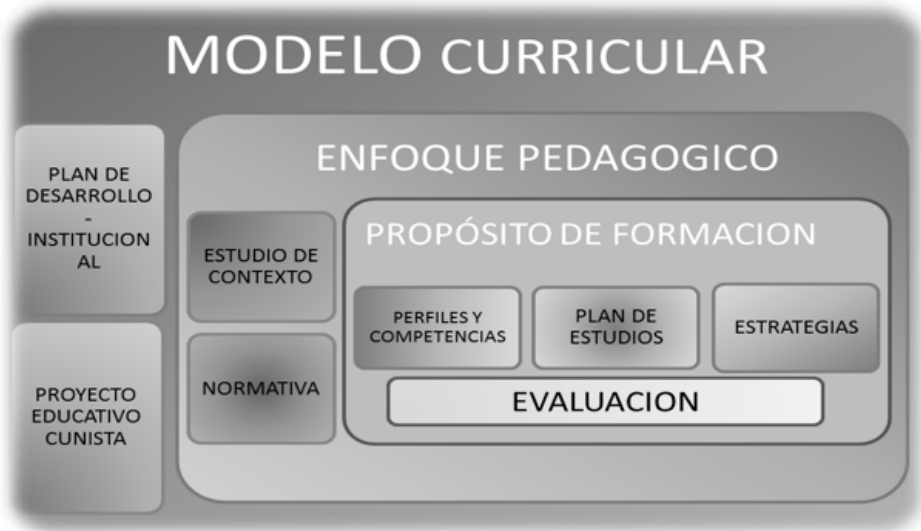 MODELO CURRICULAR
PLAN DE
DESARROLLO
-
INSTITUCION
AL
PROYECTO
EDUCATIVO
CUNISTA
ENFOQUE PEDAGOGICO
ESTUDIO DE
CONTEXTO
NORMATIVA
PROPÓSITO DE FORMACION
PERFILES Y
COMPETENCIAS
PLAN DE
ESTUDIOS
ESTRATEGIAS
EVALUACION